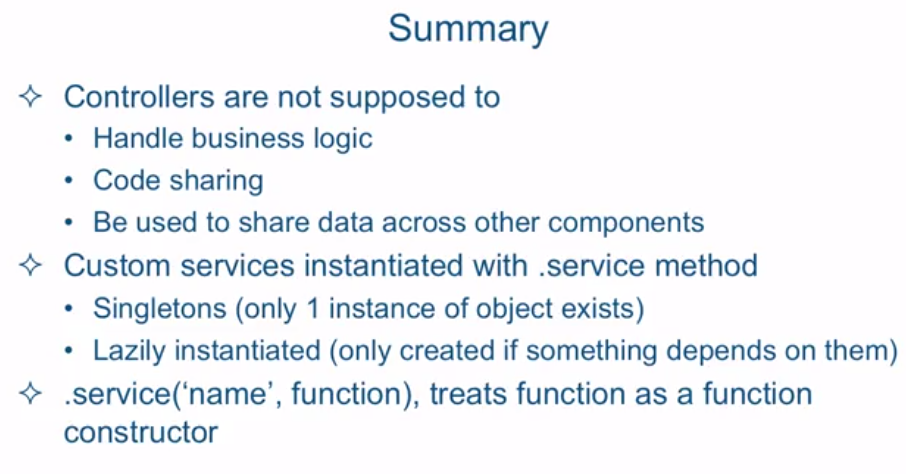 Summary
✧ Controllers are not supposed to
• Handle business logic
• Code sharing
• Be used to share data across other components
✧ Custom services instantiated with .service method
• Singletons (only 1 instance of object exists)
• Lazily instantiated (only created if something depends on them)
✧ .service(‘name’, function), treats function as a function
constructor